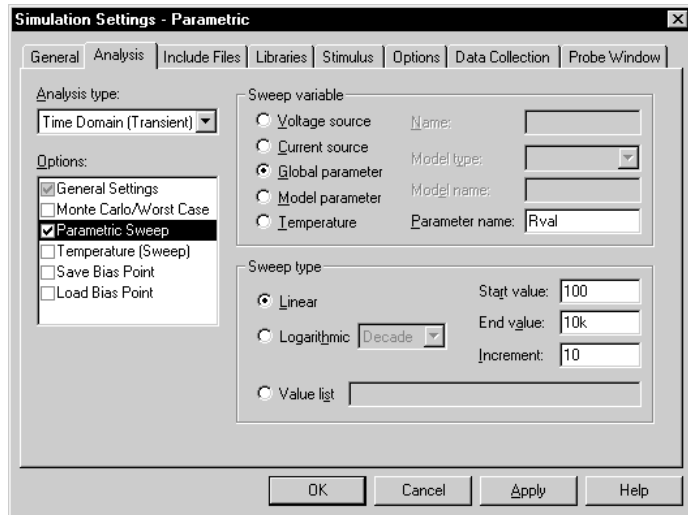 Simulation Settings - Parametric
General Analysis Include Files Libraries Stimulus Options Data Collection Probe Window
Analysis type:
Time Domain (Transient)
Options:
General Settings
Monte Carlo/Worst Case
Parametric Sweep
Temperature (Sweep)
Save Bias Point
Load Bias Point
Sweep variable
Voltage source
Current source
Global parameter
Model parameter
Temperature
Name:
Model type:
Model name:
Parameter name: Rval
Sweep type
Linear
Logarithmic Decade
Value list
Start value: 100
End value: 10k
Increment: 10
OK Cancel Apply Help